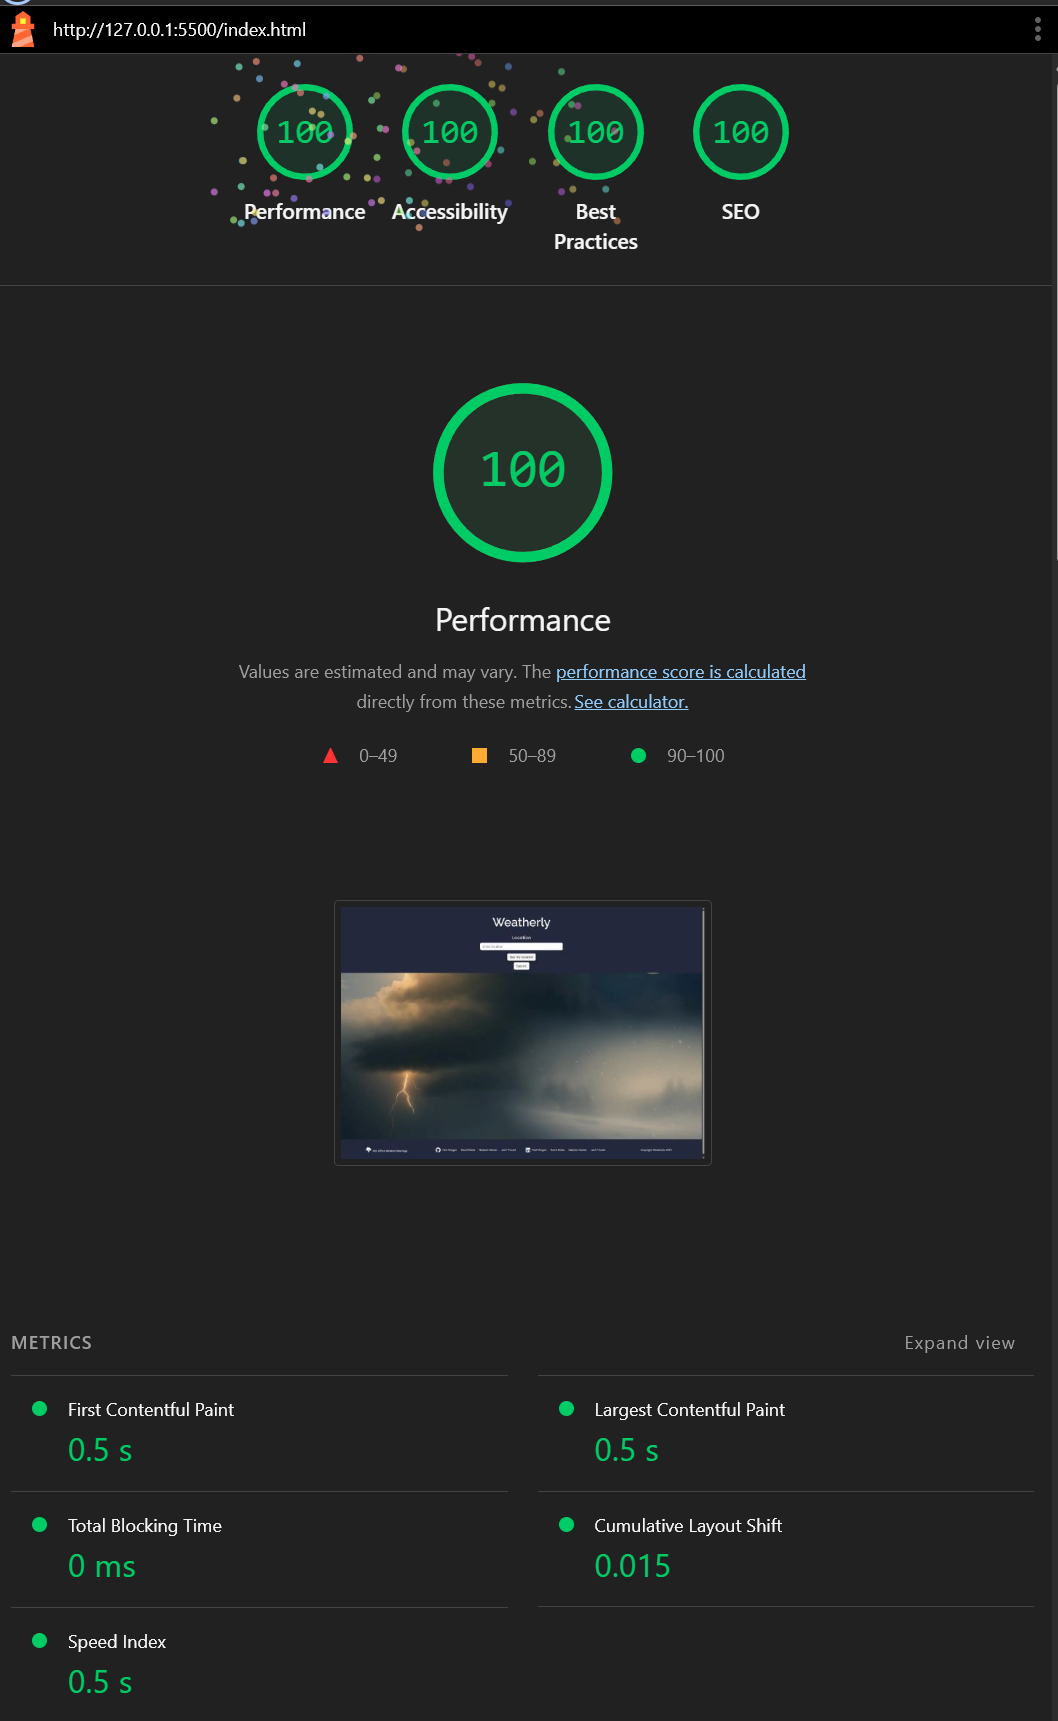 http://127.0.0.1:5500/index.html
100
100
100
100
Performance
Accessibility
Best
Practices
SEO
100
Performance
Values are estimated and may vary. The performance score is calculated
directly from these metrics. See calculator.
0–49
50–89
90–100
Weatherly
Location
METRICS
Expand view
First Contentful Paint
0.5 s
Largest Contentful Paint
0.5 s
Total Blocking Time
0 ms
Cumulative Layout Shift
0.015
Speed Index
0.5 s